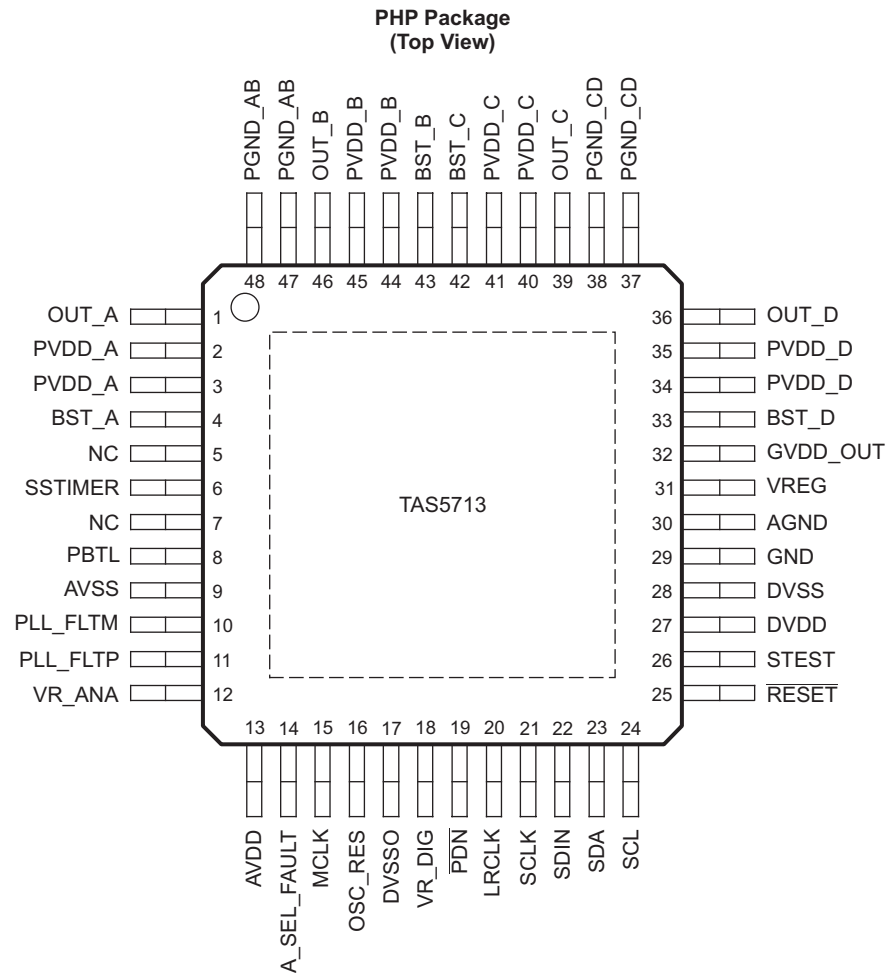 PHP Package
(Top View)
PGND_AB
PGND_AB
OUT_B
PVDD_B
PVDD_B
BST_B
BST_C
PVDD_C
PVDD_C
OUT_C
PGND_CD
PGND_CD
48 47 46 45 44 43 42 41 40 39 38 37
OUT_A 1
PVDD_A 2
PVDD_A 3
BST_A 4
NC 5
SSTIMER 6
NC 7
PBTL 8
AVSS 9
PLL_FLTM 10
PLL_FLTP 11
VR_ANA 12
TAS5713
36 OUT_D
35 PVDD_D
34 PVDD_D
33 BST_D
32 GVDD_OUT
31 VREG
30 AGND
29 GND
28 DVSS
27 DVDD
26 STEST
25 RESET
13 14 15 16 17 18 19 20 21 22 23 24
AVDD
A_SEL_FAULT
MCLK
OSC_RES
DVSSO
VR_DIG
PDN
LRCLK
SCLK
SDIN
SDA
SCL